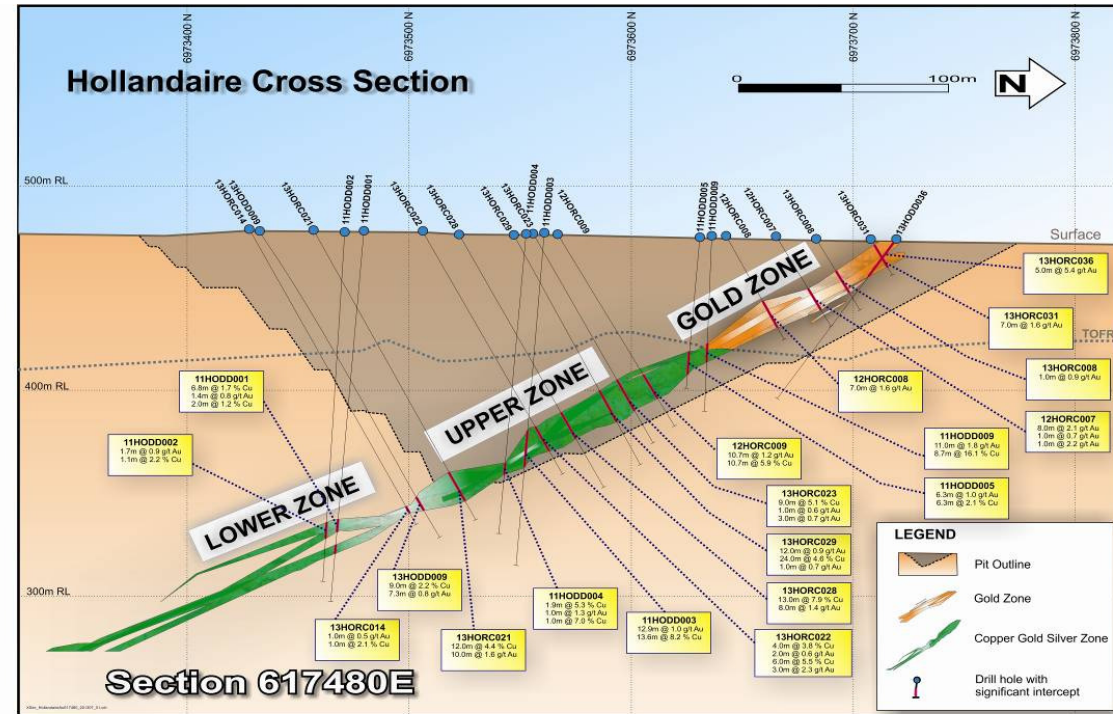 6973400 N
6973500 N
6973600 N
6973700 N
6973800 N
Hollandaire Cross Section
0
100m
N
500m RL
13HORC014
13HODD009
13HORC021
11HODD002
11HODD001
13HORC022
13HORC028
13HORC029
13HORC023
11HODD004
11HODD003
12HORC009
11HODD005
11HODD009
12HORC008
12HORC007
13HORC008
13HORC031
13HODD036
Surface
GOLD ZONE
13HORC036
5.0m @ 5.4 g/t Au
13HORC031
7.0m @ 1.6 g/t Au
TOFR
400m RL
13HORC008
1.0m @ 0.9 g/t Au
12HORC008
7.0m @ 1.6 g/t Au
11HODD001
6.8m @ 1.7 % Cu
1.4m @ 0.8 g/t Au
2.0m @ 1.2 % Cu
UPPER ZONE
12HORC007
8.0m @ 2.1 g/t Au
1.0m @ 0.7 g/t Au
1.0m @ 2.2 g/t Au
11HODD002
1.7m @ 0.9 g/t Au
1.1m @ 2.2 % Cu
12HORC009
10.7m @ 1.2 g/t Au
10.7m @ 5.9 % Cu
11HODD009
11.0m @ 1.8 g/t Au
8.7m @ 16.1 % Cu
LOWER ZONE
13HORC023
9.0m @ 5.1 % Cu
1.0m @ 0.6 g/t Au
3.0m @ 0.7 g/t Au
11HODD005
6.3m @ 1.0 g/t Au
6.3m @ 2.1 % Cu
13HORC029
12.0m @ 0.9 g/t Au
24.0m @ 4.6 % Cu
1.0m @ 0.7 g/t Au
300m RL
13HODD009
9.0m @ 2.2 % Cu
7.3m @ 0.8 g/t Au
11HODD004
1.9m @ 5.3 % Cu
1.0m @ 1.3 g/t Au
1.0m @ 7.0 % Cu
13HORC028
13.0m @ 7.9 % Cu
8.0m @ 1.4 g/t Au
13HORC014
1.0m @ 0.5 g/t Au
1.0m @ 2.1 % Cu
13HORC021
12.0m @ 4.4 % Cu
10.0m @ 1.6 g/t Au
11HODD003
12.9m @ 1.0 g/t Au
13.6m @ 8.2 % Cu
13HORC022
4.0m @ 3.8 % Cu
2.0m @ 0.6 g/t Au
6.0m @ 5.5 % Cu
3.0m @ 2.3 g/t Au
Section 617480E
LEGEND
Pit Outline
Gold Zone
Copper Gold Silver Zone
Drill hole with
significant intercept